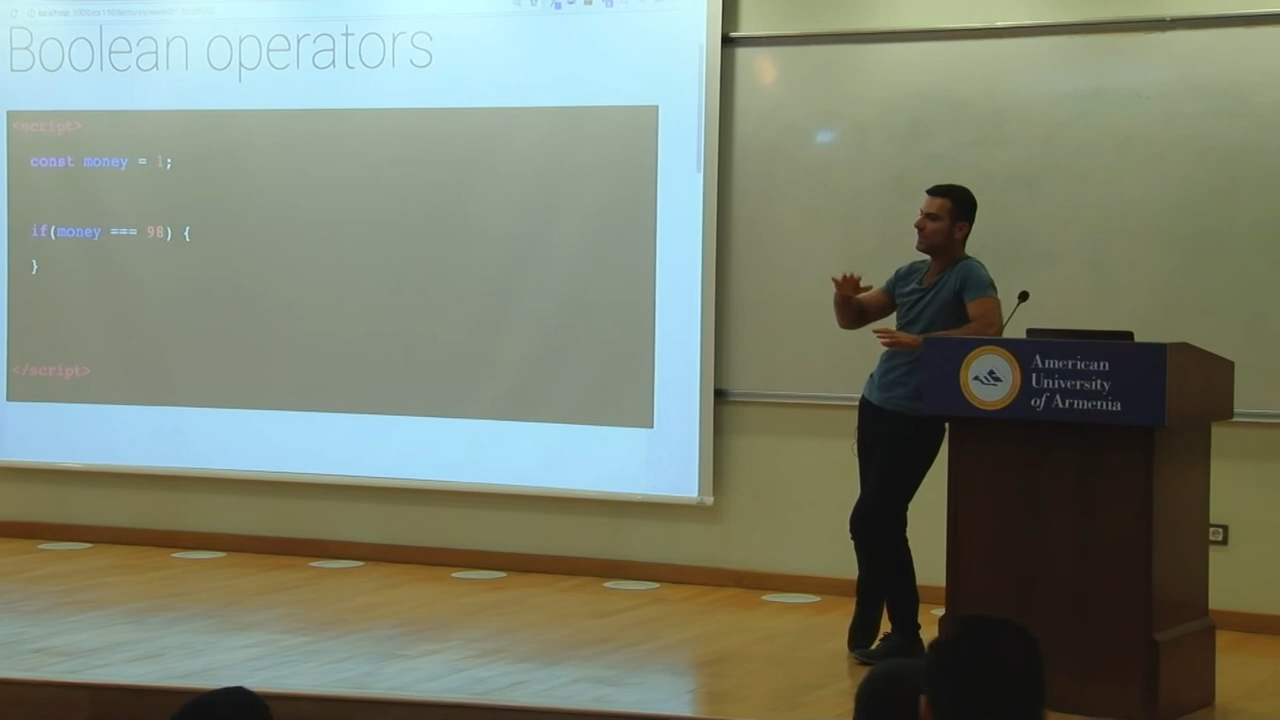 Boolean operators
<script>
const money = 1;
if(money === 98) {
}
</script>
American
University
of Armenia